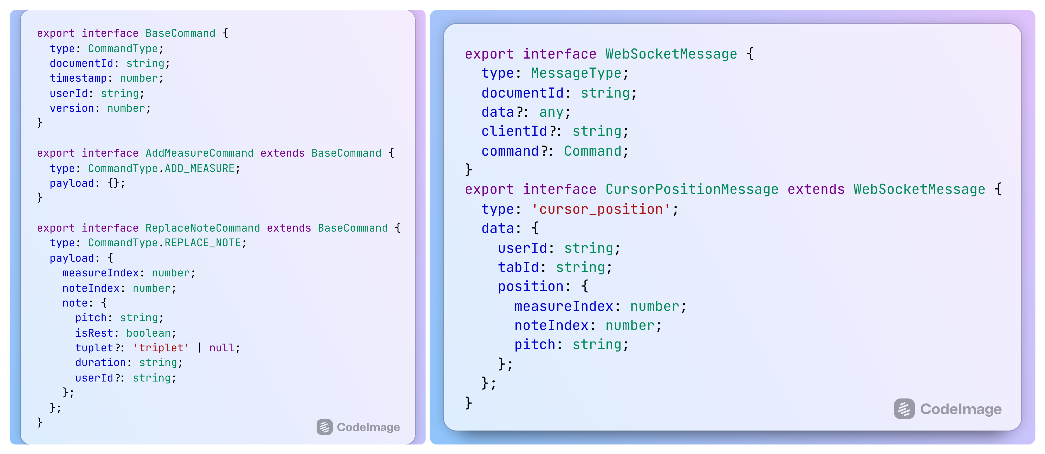 export interface BaseCommand {
  type: CommandType;
  documentId: string;
  timestamp: number;
  userId: string;
  version: number;
}
export interface AddMeasureCommand extends BaseCommand {
  type: CommandType.ADD_MEASURE;
  payload: {};
}
export interface ReplaceNoteCommand extends BaseCommand {
  type: CommandType.REPLACE_NOTE;
  payload: {
    measureIndex: number;
    noteIndex: number;
    note: {
      pitch: string;
      isRest: boolean;
      tuplet?: 'triplet' | null;
      duration: string;
      userId?: string;
    };
  };
}
CodeImage
export interface WebSocketMessage {
  type: MessageType;
  documentId: string;
  data?: any;
  clientId?: string;
  command?: Command;
}
export interface CursorPositionMessage extends WebSocketMessage {
  type: 'cursor_position';
  data: {
    userId: string;
    tabId: string;
    position: {
      measureIndex: number;
      noteIndex: number;
      pitch: string;
    };
  };
}
CodeImage